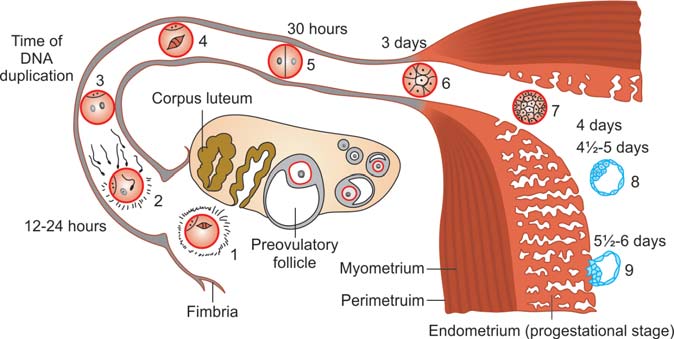 30 hours
Time of
DNA
duplication
4
3 days
3
5
6
Corpus luteum
7
4 days
4½-5 days
2
8
12-24 hours
Preovulatory
follicle
1
5½-6 days
9
Myometrium
Perimetruim
Fimbria
Endometrium (progestational stage)